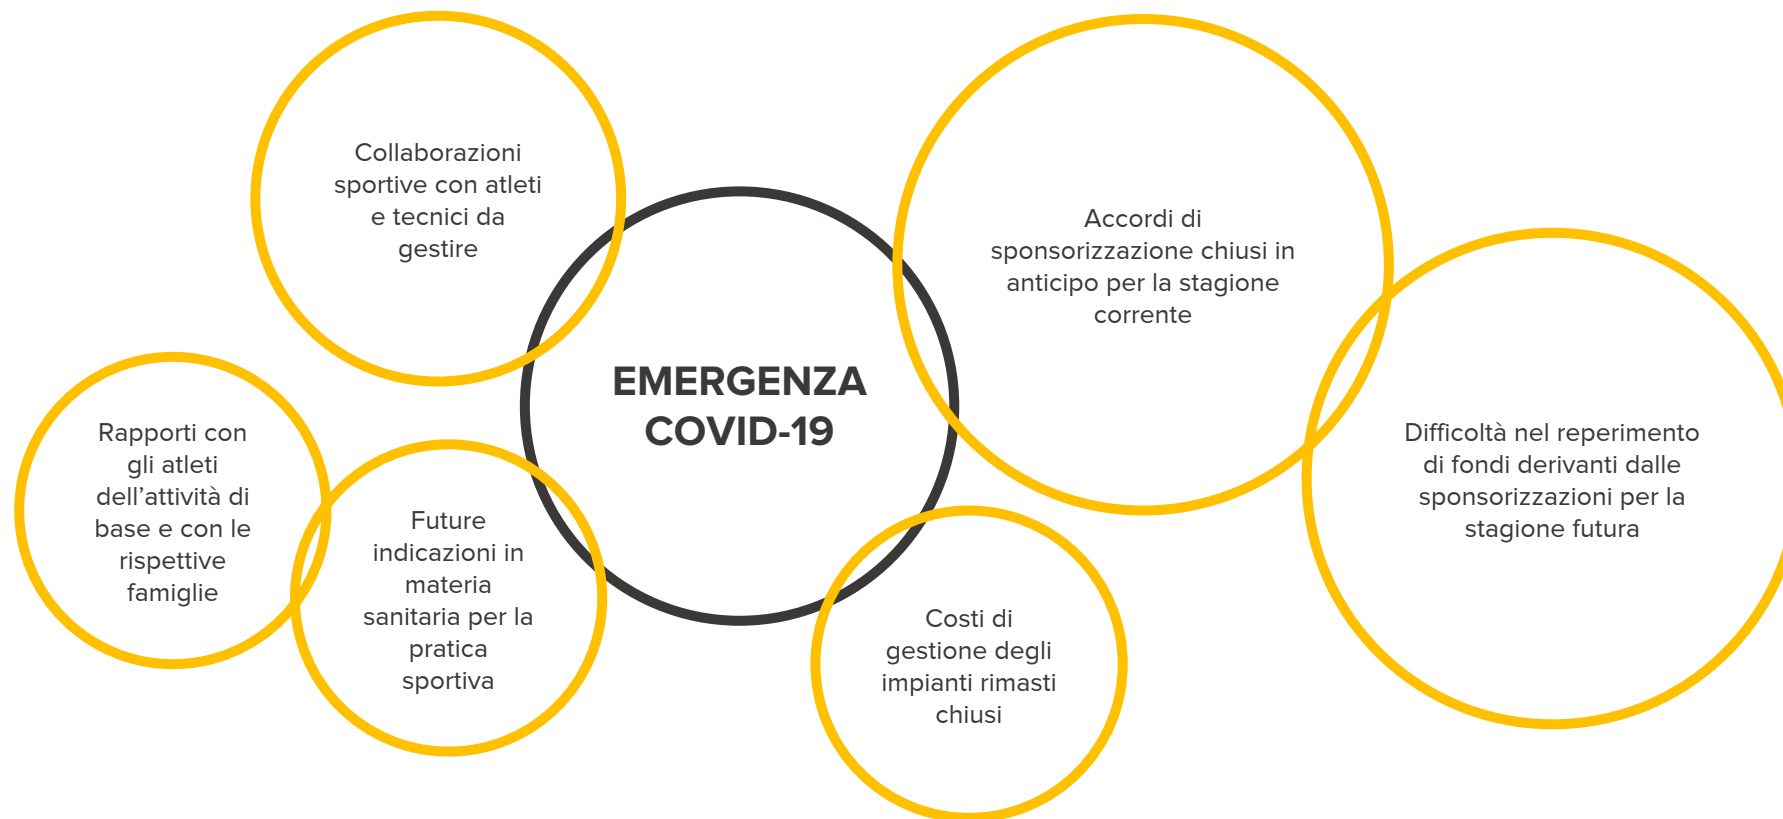 Collaborazioni
sportive con atleti
e tecnici da
gestire
Accordi di
sponsorizzazione chiusi in
anticipo per la stagione
corrente
EMERGENZA
COVID-19
Rapporti con
gli atleti
dell’attività di
base e con le
rispettive
famiglie
Future
indicazioni in
materia
sanitaria per la
pratica
sportiva
Costi di
gestione degli
impianti rimasti
chiusi
Difficoltà nel reperimento
di fondi derivanti dalle
sponsorizzazioni per la
stagione futura